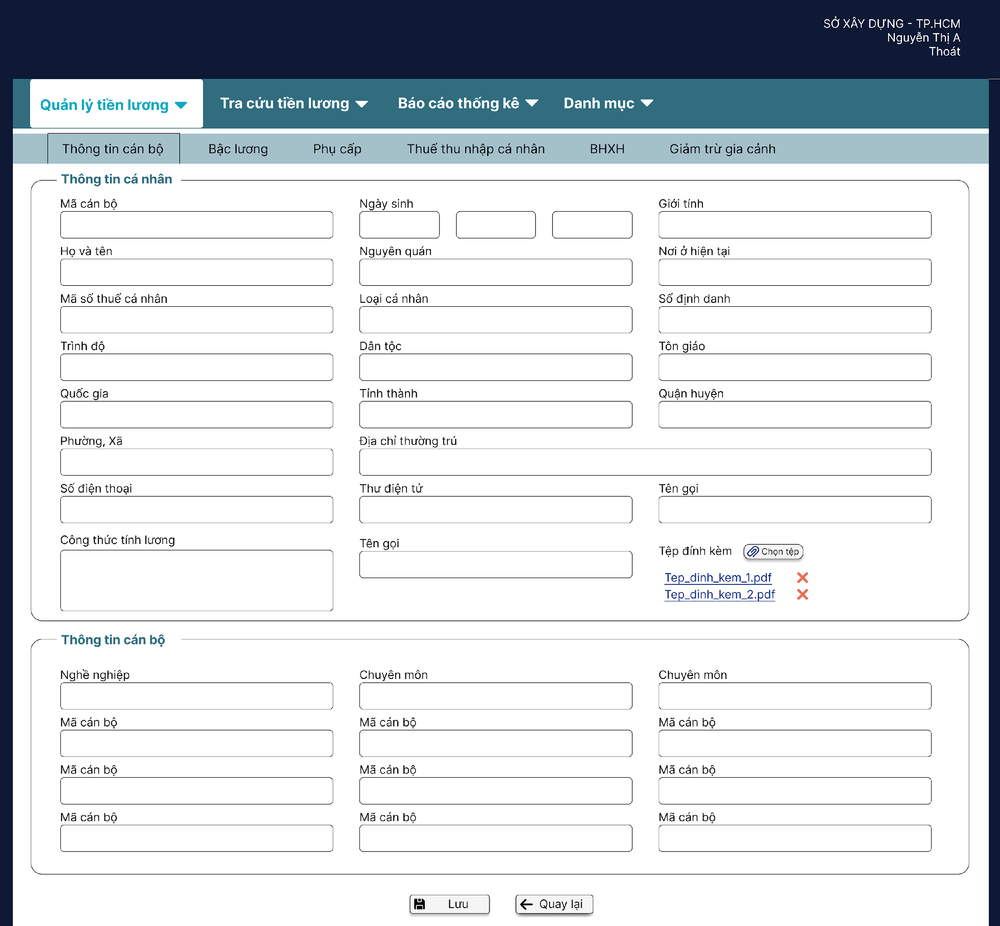 SỞ XÂY DỰNG - TP.HCM
Nguyễn Thị A
Thoát
Quản lý tiền lương
Tra cứu tiền lương
Báo cáo thống kê
Danh mục
Thông tin cán bộ
Bậc lương
Phụ cấp
Thuế thu nhập cá nhân
BHXH
Giảm trừ gia cảnh
Thông tin cá nhân
Mã cán bộ
Ngày sinh
Giới tính
Họ và tên
Nguyên quán
Nơi ở hiện tại
Mã số thuế cá nhân
Loại cá nhân
Số định danh
Trình độ
Dân tộc
Tôn giáo
Quốc gia
Tỉnh thành
Quận huyện
Phường, Xã
Địa chỉ thường trú
Số điện thoại
Thư điện tử
Tên gọi
Công thức tính lương
Tên gọi
Tệp đính kèm
Chọn tệp
Tep_dinh_kem_1.pdf
Tep_dinh_kem_2.pdf
Thông tin cán bộ
Nghề nghiệp
Chuyên môn
Chuyên môn
Mã cán bộ
Mã cán bộ
Mã cán bộ
Mã cán bộ
Mã cán bộ
Mã cán bộ
Mã cán bộ
Mã cán bộ
Mã cán bộ
Lưu
Quay lại